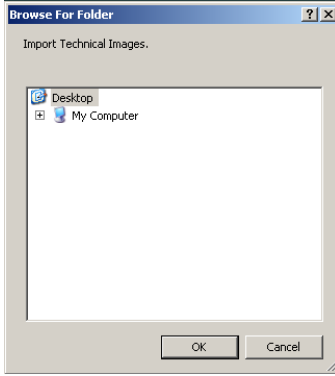 Browse For Folder
Import Technical Images.
Desktop
My Computer
OK
Cancel